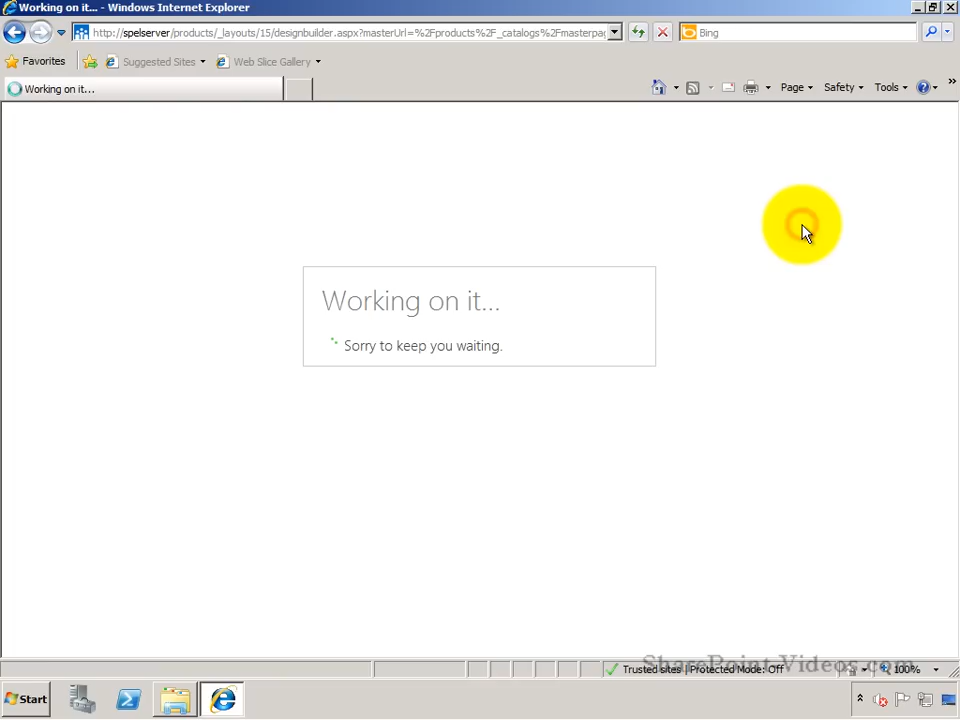 Working on it... - Windows Internet Explorer
http://spelserver/products/_layouts/15/designbuilder.aspx?masterUrl=%2Fproducts%2F_catalogs%2Fmasterpag
Bing
Favorites
Suggested Sites
Web Slice Gallery
Working on it...
Page
Safety
Tools
»
Working on it...
Sorry to keep you waiting.
Trusted sites | Protected Mode: Off
100%
SharePoint-Videos.com
Start